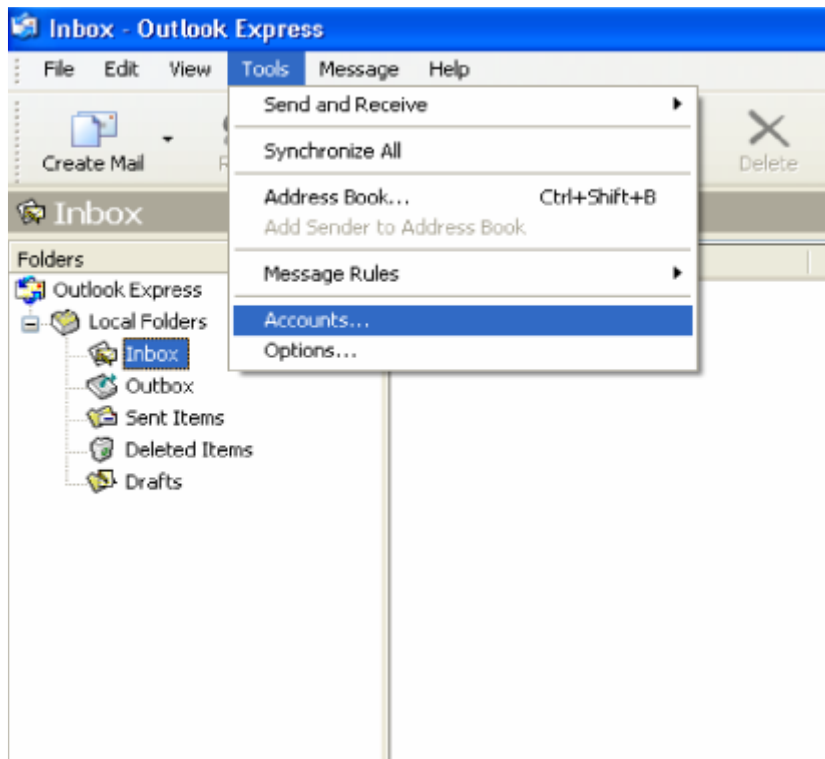 Inbox - Outlook Express
File Edit View Tools Message Help
Send and Receive
Create Mail
Synchronize All
Delete
Address Book... Ctrl+Shift+B
Inbox
Add Sender to Address Book
Folders
Message Rules
Outlook Express
Local Folders
Accounts...
Inbox
Options...
Outbox
Sent Items
Deleted Items
Drafts